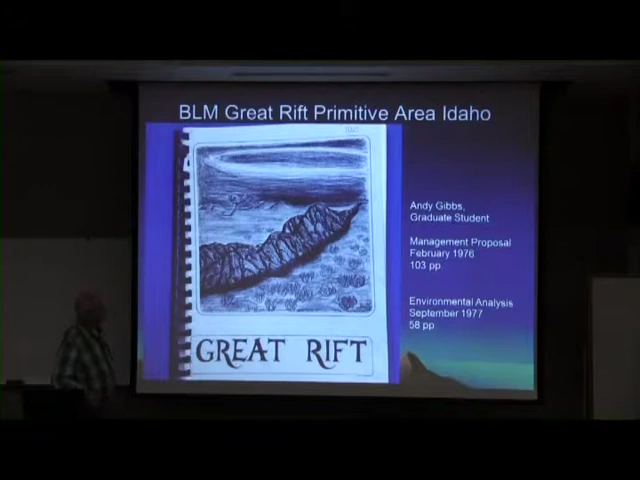 BLM Great Rift Primitive Area Idaho
GREAT RIFT
Andy Gibbs,
Graduate Student
Management Proposal
February 1976
103 pp.
Environmental Analysis
September 1977
58 pp